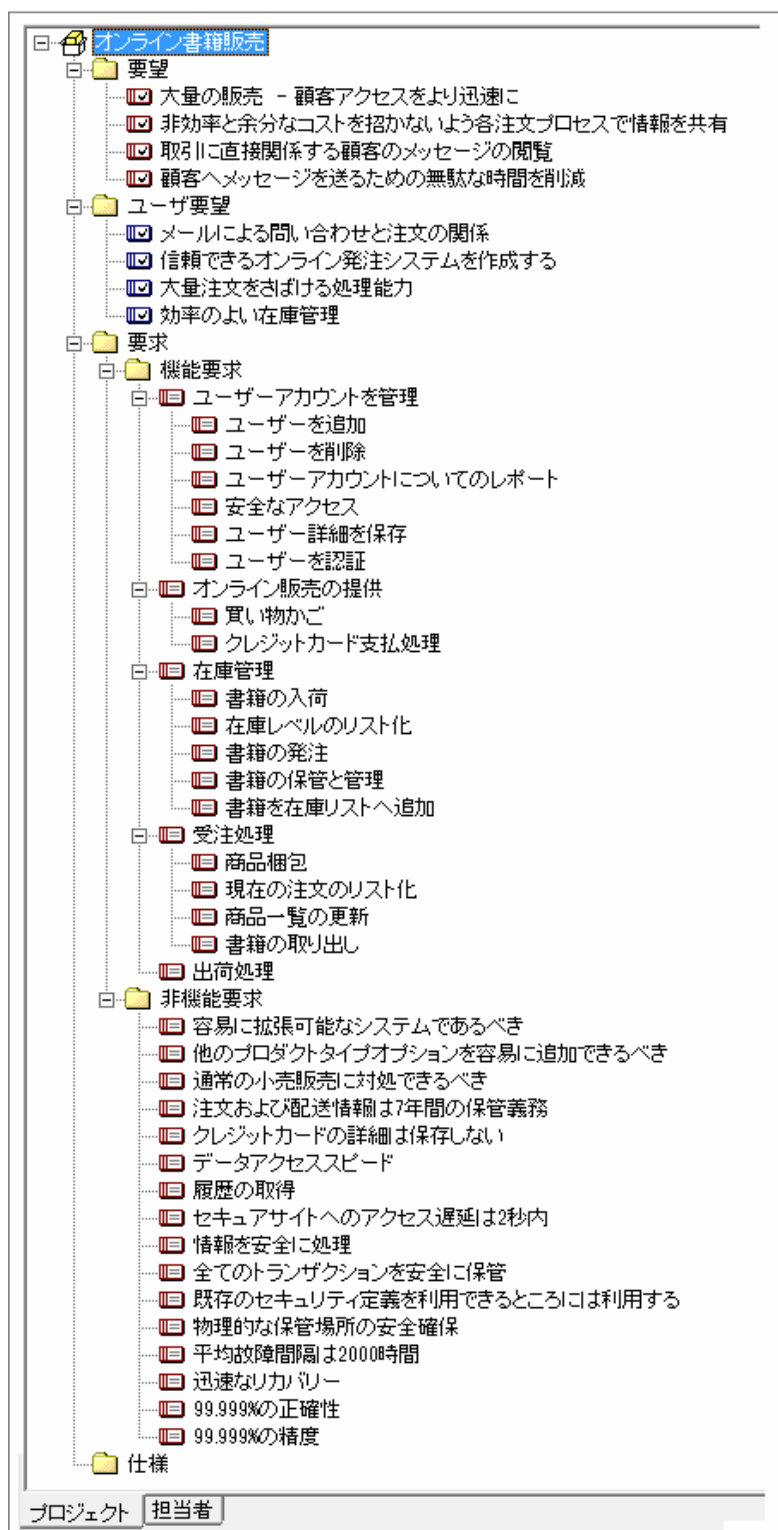 オンライン書籍販売
要望
大量の販売 - 顧客アクセスをより迅速に
非効率と余分なコストを招かないよう各注文プロセスで情報を共有
取引に直接関係する顧客のメッセージの閲覧
顧客へメッセージを送るための無駄な時間を削減
ユーザ要望
メールによる問い合わせと注文の関係
信頼できるオンライン発注システムを作成する
大量注文をさばける処理能力
効率のよい在庫管理
要求
機能要求
ユーザーアカウントを管理
ユーザーを追加
ユーザーを削除
ユーザーアカウントについてのレポート
安全なアクセス
ユーザー詳細を保存
ユーザーを認証
オンライン販売の提供
買い物かご
クレジットカード支払処理
在庫管理
書籍の入荷
在庫レベルのリスト化
書籍の発注
書籍の保管と管理
書籍を在庫リストへ追加
受注処理
商品梱包
現在の注文のリスト化
商品一覧の更新
書籍の取り出し
出荷処理
非機能要求
容易に拡張可能なシステムであるべき
他のプロダクトタイプオプションを容易に追加できるべき
通常の小売販売に対処できるべき
注文および配送情報は7年間の保管義務
クレジットカードの詳細は保存しない
データアクセススピード
履歴の取得
セキュアサイトへのアクセス遅延は2秒内
情報を安全に処理
全てのトランザクションを安全に保管
既存のセキュリティ定義を利用できるところには利用する
物理的な保管場所の安全確保
平均故障間隔は2000時間
迅速なリカバリー
99.999%の正確性
99.999%の精度
仕様
プロジェクト 担当者